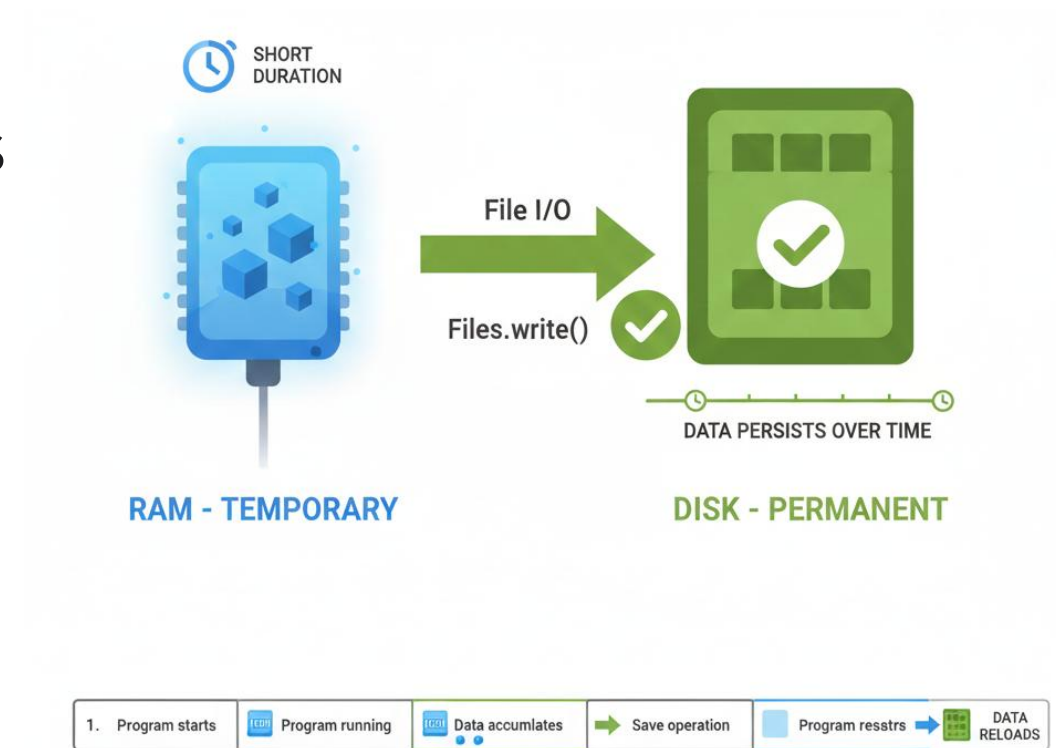 SHORT
DURATION
File I/O
Files.write()
DATA PERSISTS OVER TIME
RAM - TEMPORARY
DISK - PERMANENT
1. Program starts
Program running
Data accumlates
Save operation
Program resstrs
DATA
RELOADS